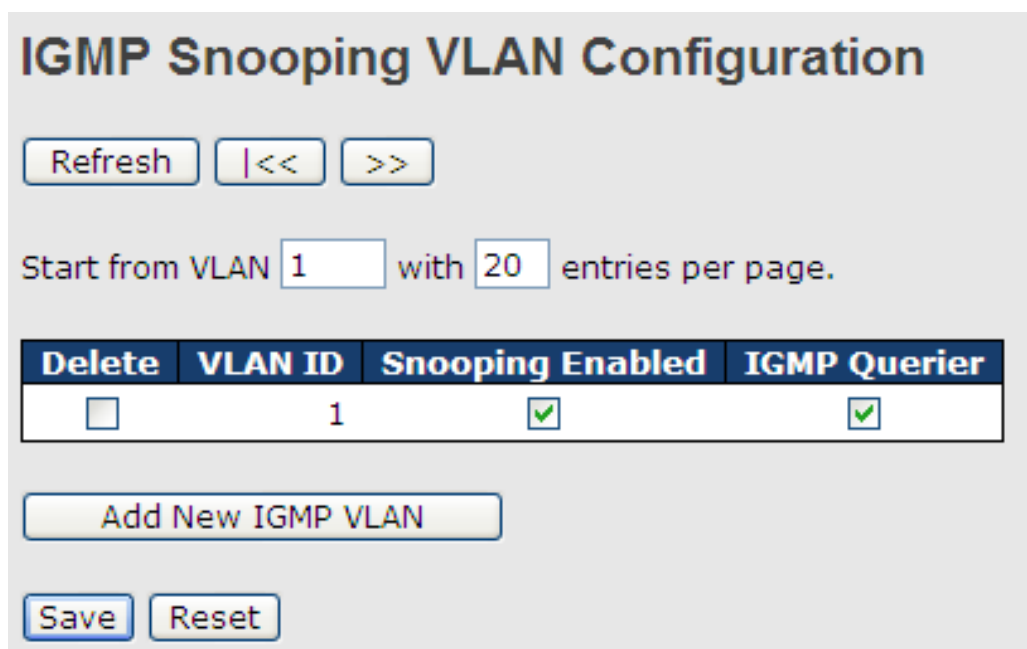 IGMP Snooping VLAN Configuration
Refresh |<< >>
Start from VLAN 1 with 20 entries per page.
Delete VLAN ID Snooping Enabled IGMP Querier
1
Add New IGMP VLAN
Save Reset